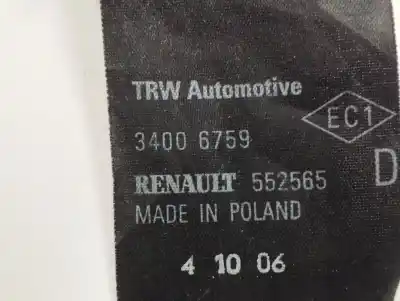 TRW Automotive
EC1
3400 6759
RENAULT 552565
D
MADE IN POLAND
4 10 06